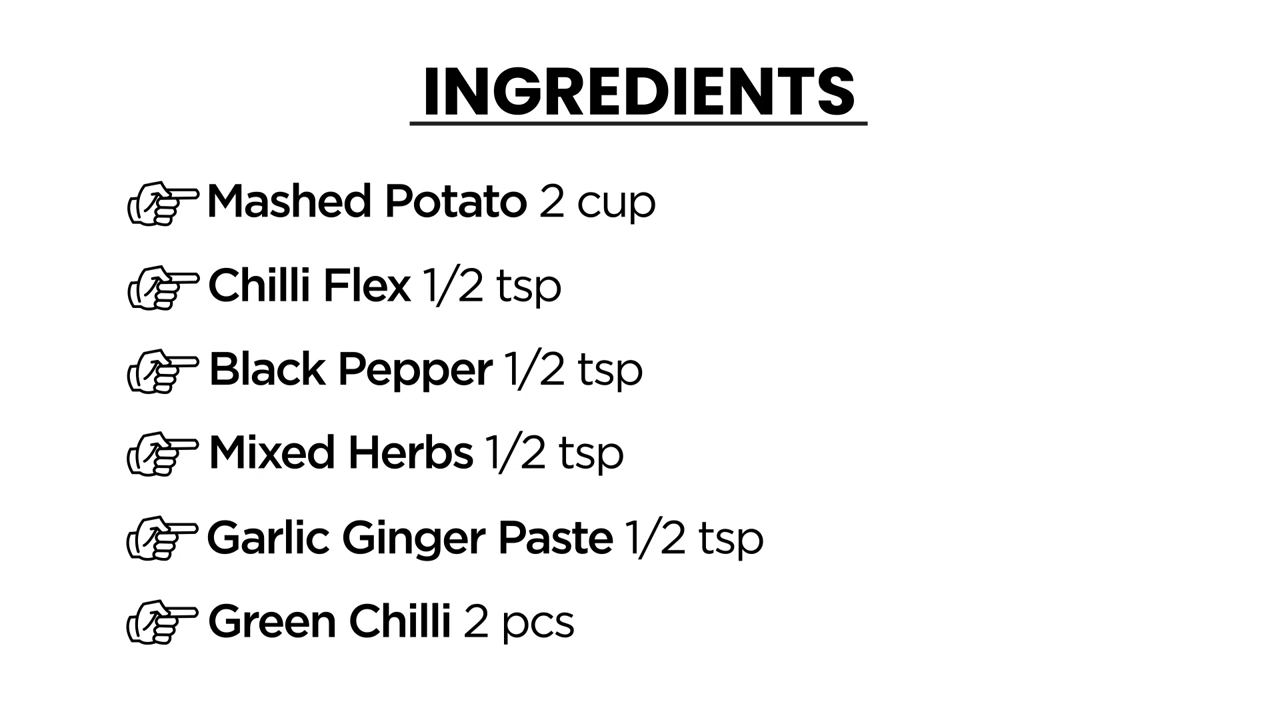 INGREDIENTS
Mashed Potato 2 cup
Chilli Flex 1/2 tsp
Black Pepper 1/2 tsp
Mixed Herbs 1/2 tsp
Garlic Ginger Paste 1/2 tsp
Green Chilli 2 pcs